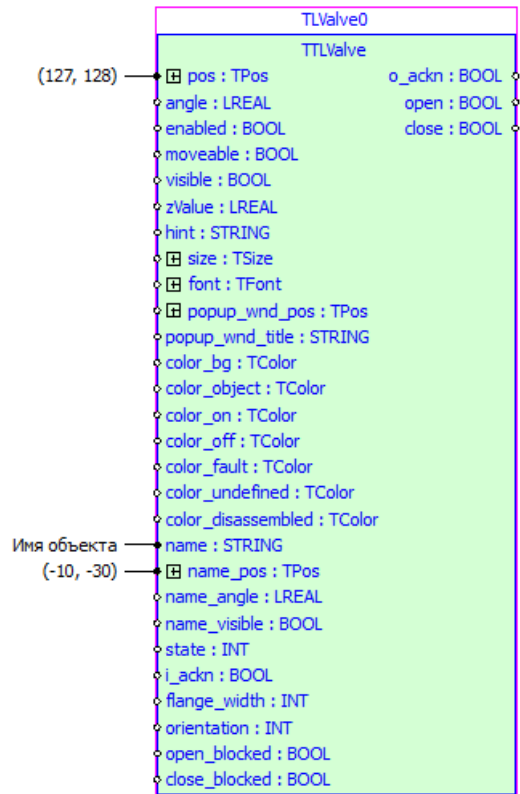 TLValve0
TTLValve
(127, 128) pos : TPos o_ackn : BOOL
angle : LREAL open : BOOL
enabled : BOOL close : BOOL
moveable : BOOL
visible : BOOL
zValue : LREAL
hint : STRING
size : TSize
font : TFont
popup_wnd_pos : TPos
popup_wnd_title : STRING
color_bg : TColor
color_object : TColor
color_on : TColor
color_off : TColor
color_fault : TColor
color_undefined : TColor
color_disassembled : TColor
Имя объекта name : STRING
(-10, -30) name_pos : TPos
name_angle : LREAL
name_visible : BOOL
state : INT
i_ackn : BOOL
flange_width : INT
orientation : INT
open_blocked : BOOL
close_blocked : BOOL